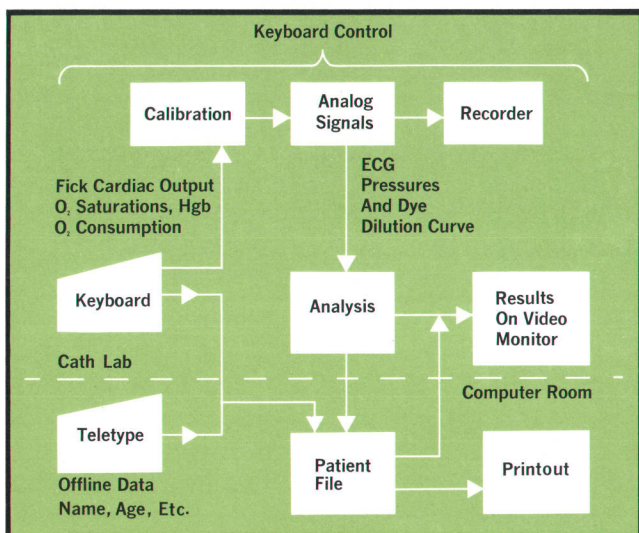 Keyboard Control
Calibration
Analog
Signals
Recorder
Fick Cardiac Output
O₂ Saturations, Hgb
O₂ Consumption
ECG
Pressures
And Dye
Dilution Curve
Keyboard
Analysis
Results
On Video
Monitor
Cath Lab
Computer Room
Teletype
Patient
File
Printout
Offline Data
Name, Age, Etc.